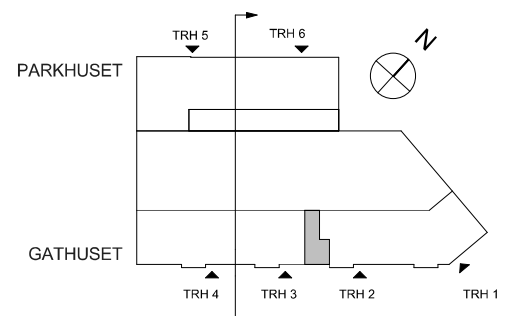 TRH 5
TRH 6
N
PARKHUSET
GATHUSET
TRH 4
TRH 3
TRH 2
TRH 1